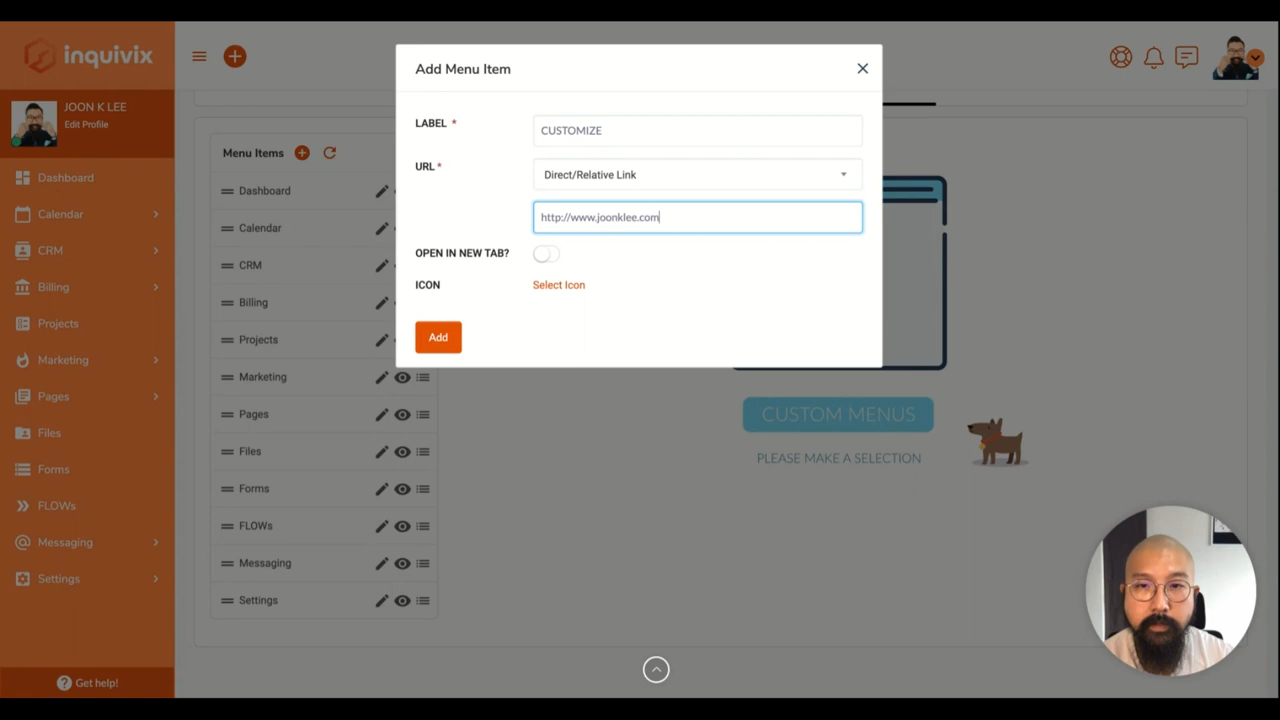 inquivix
JOON K LEE
Edit Profile
Dashboard
Calendar
CRM
Billing
Projects
Marketing
Pages
Files
Forms
FLOWs
Messaging
Settings
Get help!
Menu Items
Dashboard
Calendar
CRM
Billing
Projects
Marketing
Pages
Files
Forms
FLOWs
Messaging
Settings
Add Menu Item
LABEL *
CUSTOMIZE
URL *
Direct/Relative Link
http://www.joonklee.com
OPEN IN NEW TAB?
ICON
Select Icon
Add
CUSTOM MENUS
PLEASE MAKE A SELECTION